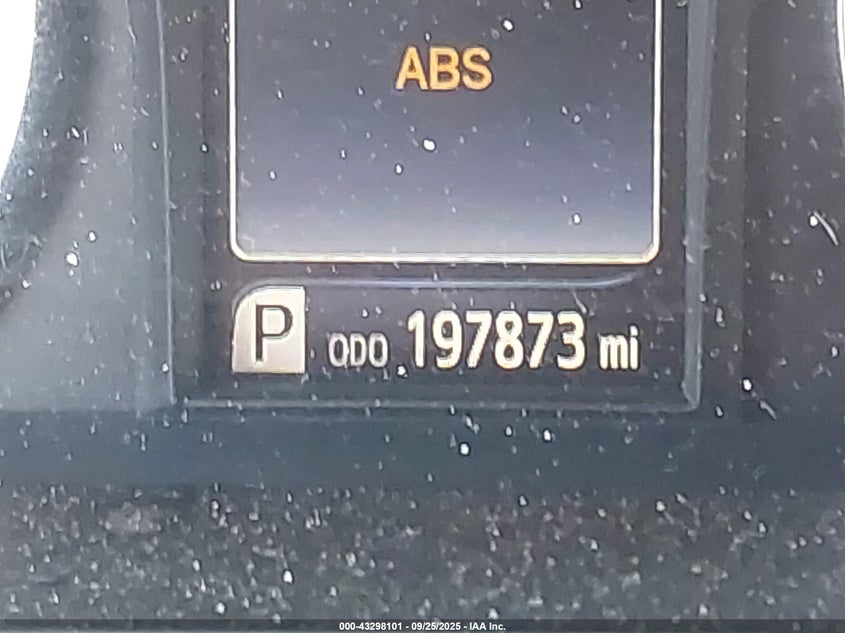 ABS
P ODO 197873 mi
000-43298101 - 09/25/2025 - IAA Inc.